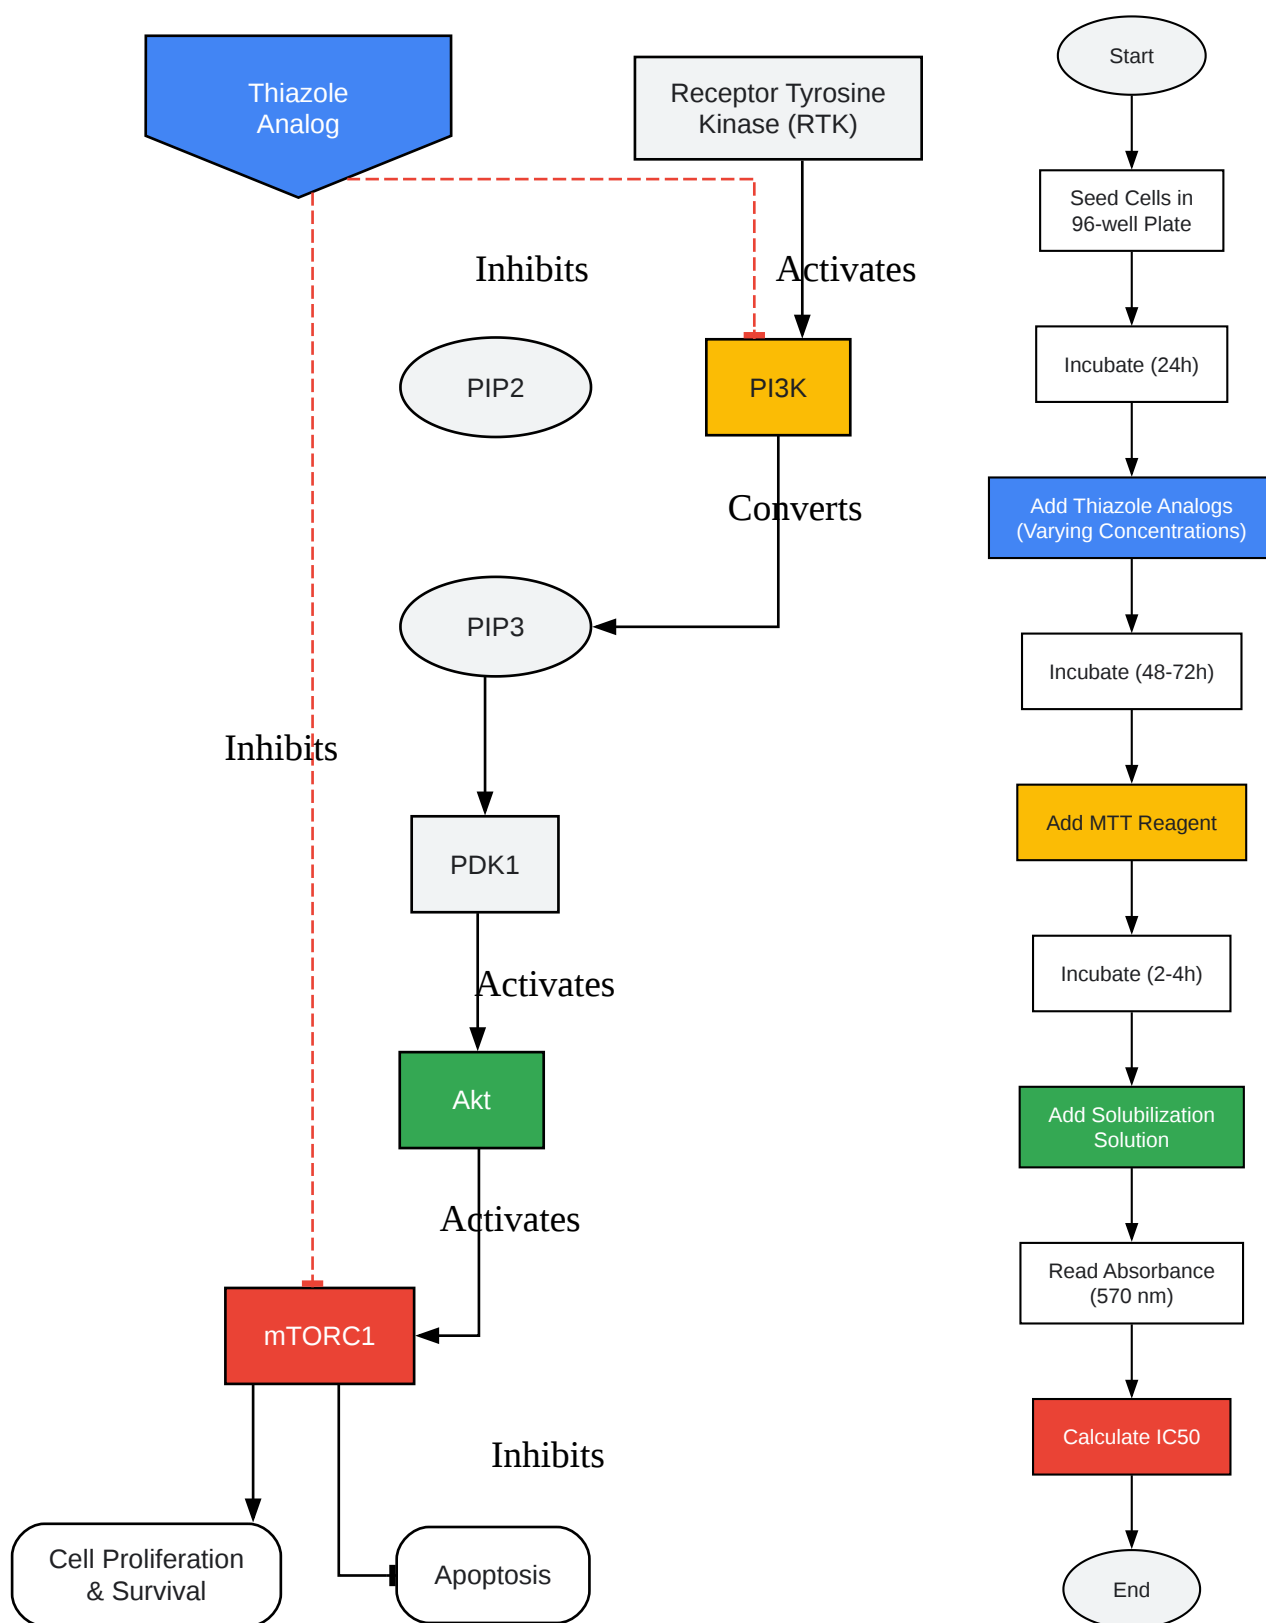 Thiazole
Analog
Receptor Tyrosine
Kinase (RTK)
Inhibits
Activates
PIP2
PI3K
Converts
PIP3
Inhibits
PDK1
Activates
Akt
Activates
mTORC1
Inhibits
Cell Proliferation
& Survival
Apoptosis
Start
Seed Cells in
96-well Plate
Incubate (24h)
Add Thiazole Analogs
(Varying Concentrations)
Incubate (48-72h)
Add MTT Reagent
Incubate (2-4h)
Add Solubilization
Solution
Read Absorbance
(570 nm)
Calculate IC50
End